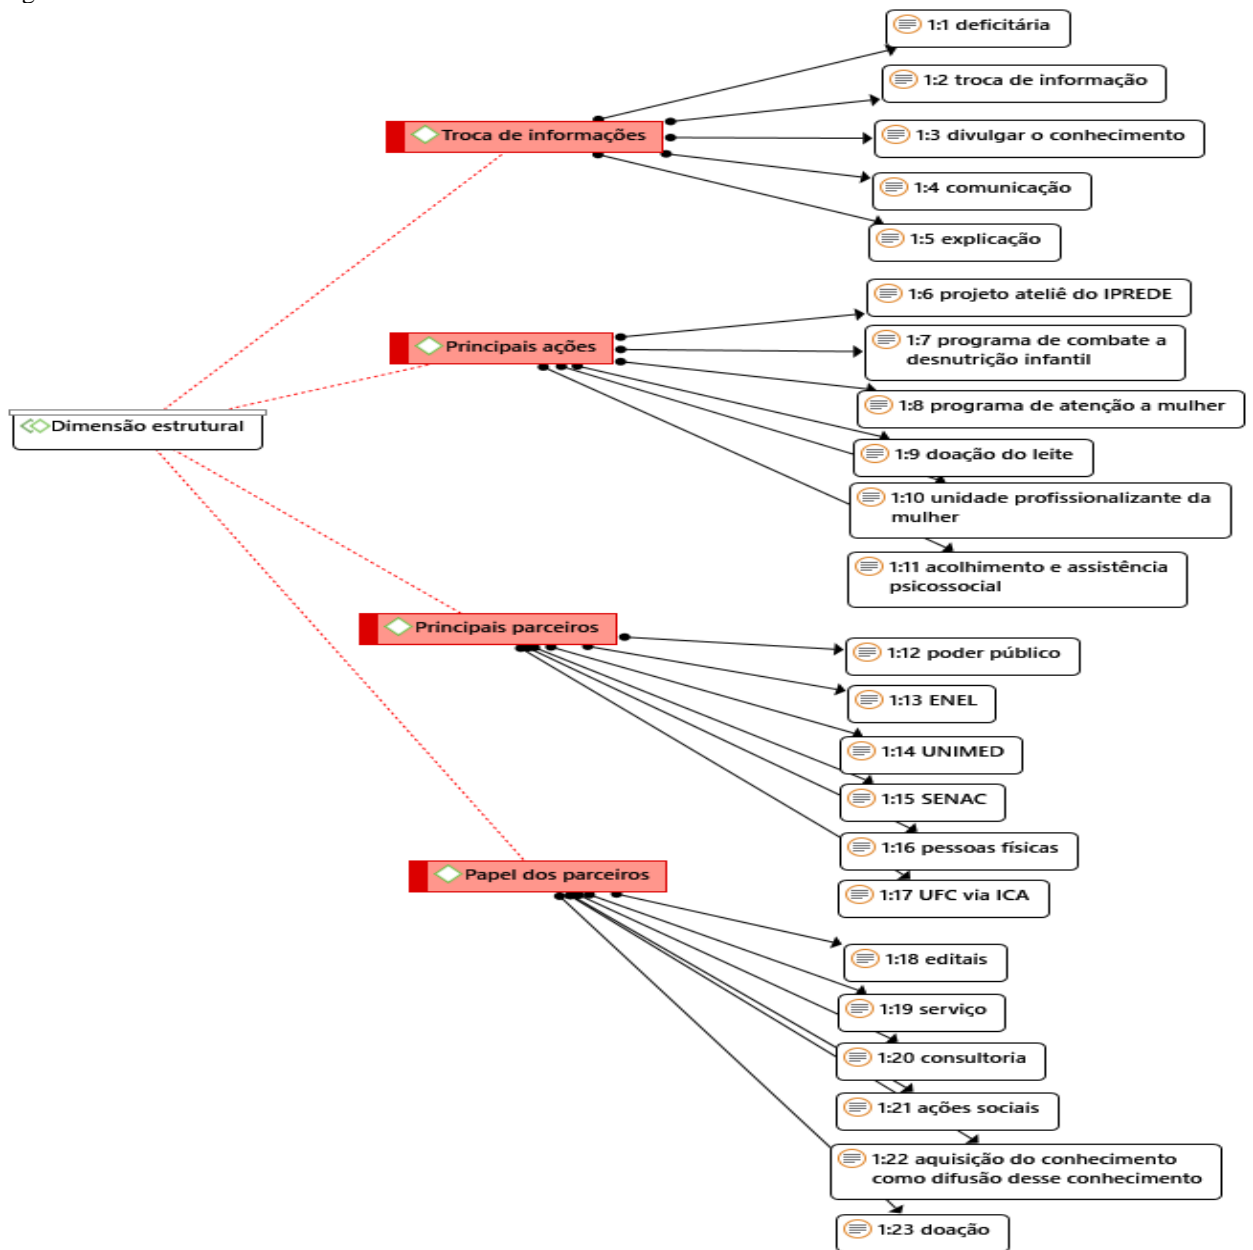 1:1 deficitária
1:2 troca de informação
Troca de informações
1:3 divulgar o conhecimento
1:4 comunicação
1:5 explicação
1:6 projeto ateliê do IPREDE
Principais ações
1:7 programa de combate a
desnutrição infantil
1:8 programa de atenção a mulher
Dimensão estrutural
1:9 doação do leite
1:10 unidade profissionalizante da
mulher
1:11 acolhimento e assistência
psicossocial
Principais parceiros
1:12 poder público
1:13 ENEL
1:14 UNIMED
1:15 SENAC
1:16 pessoas físicas
Papel dos parceiros
1:17 UFC via ICA
1:18 editais
1:19 serviço
1:20 consultoria
1:21 ações sociais
1:22 aquisição do conhecimento
como difusão desse conhecimento
1:23 doação